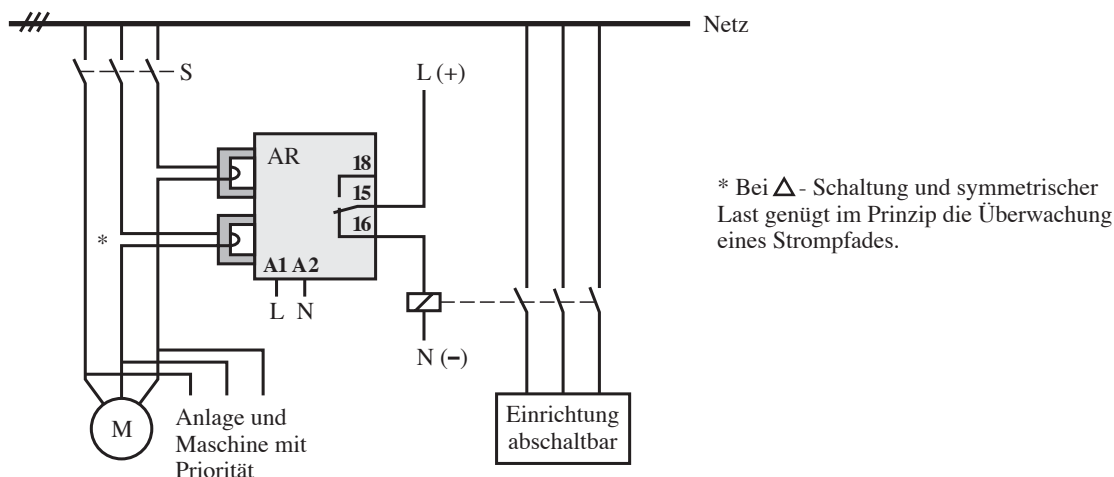 Netz
S
L (+)
AR
18
15
16
*
A1 A2
L N
N (–)
M
Anlage und
Maschine mit
Priorität
Einrichtung
abschaltbar
* Bei Δ - Schaltung und symmetrischer
Last genügt im Prinzip die Überwachung
eines Strompfades.